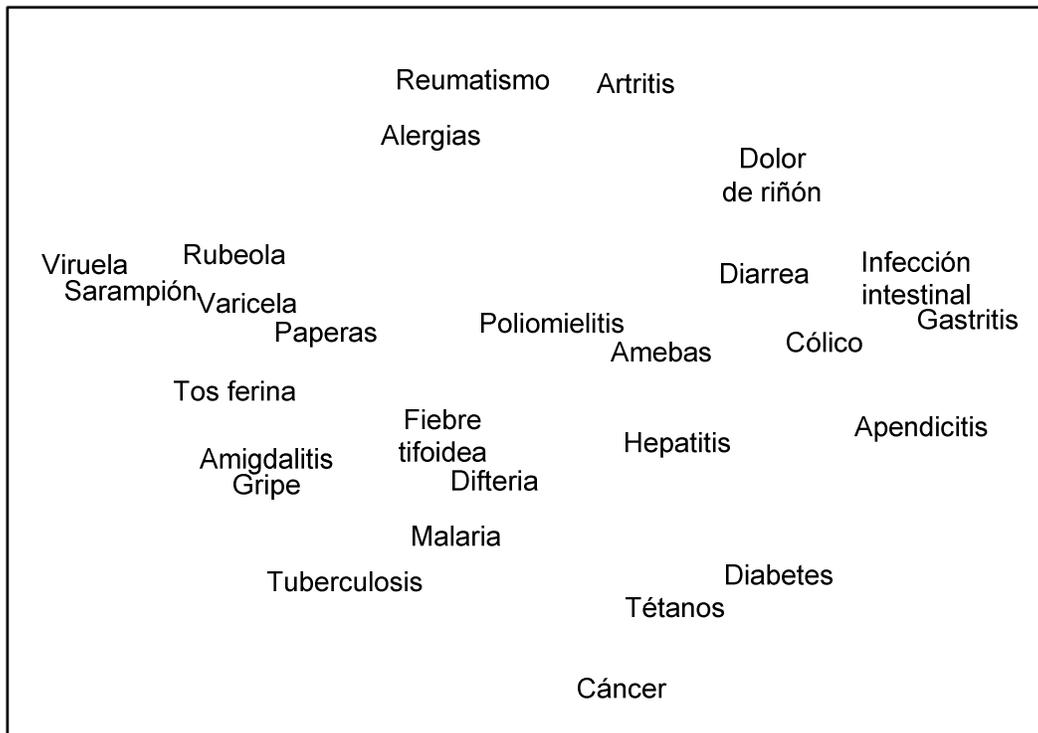 Reumatismo
Artritis
Alergias
Dolor
de riñón
Rubeola
Viruela
Infección
intestinal
Diarrea
Sarampión
Varicela
Gastritis
Poliomielitis
Paperas
Cólico
Amebas
Tos ferina
Fiebre
tifoidea
Apendicitis
Hepatitis
Amigdalitis
Difteria
Gripe
Malaria
Diabetes
Tuberculosis
Tétanos
Cáncer